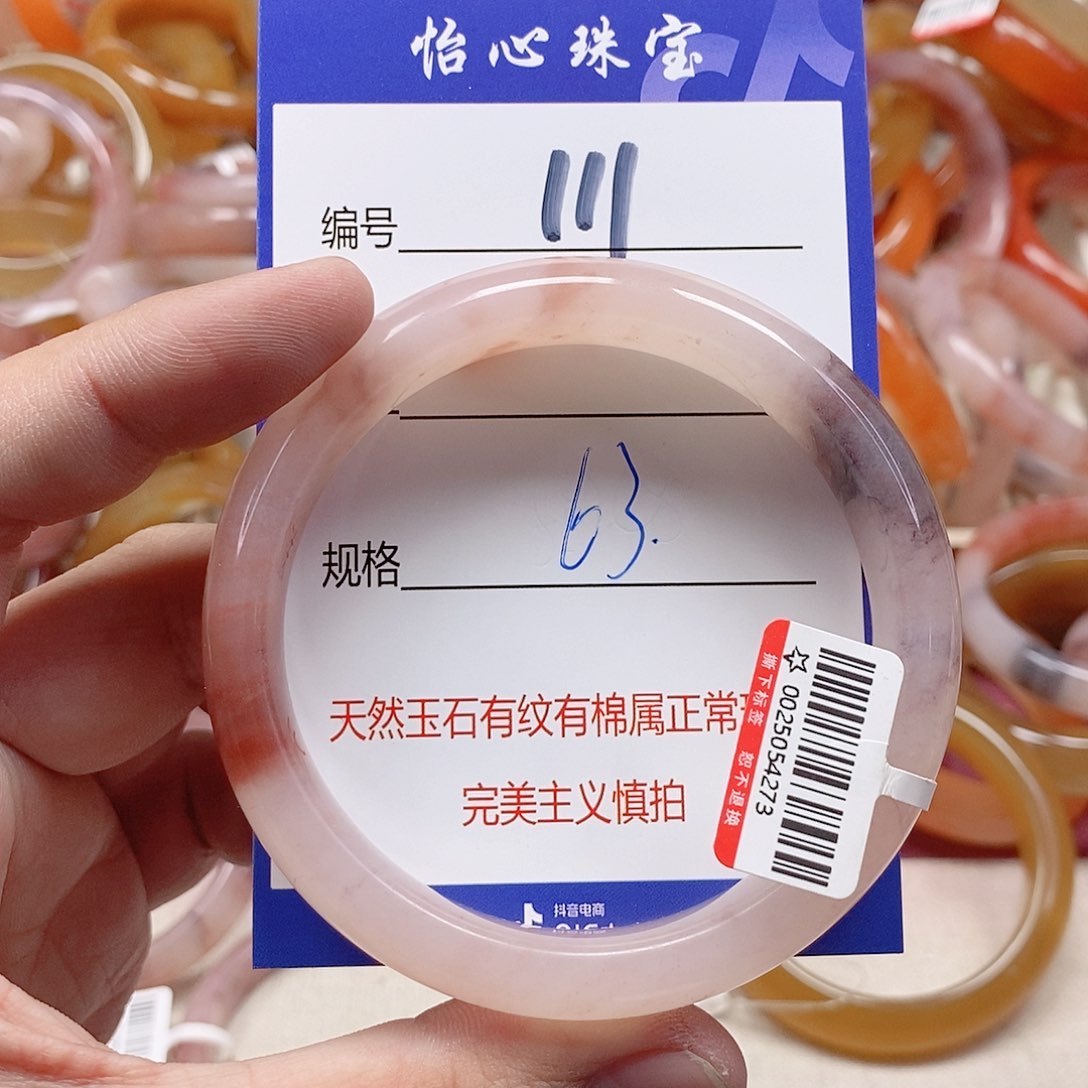 怡心珠宝
编号 111
规格 63.
天然玉石有纹有棉属正常
完美主义慎拍
撕下标签 恕不退换
☆ 0025054273
抖音电商